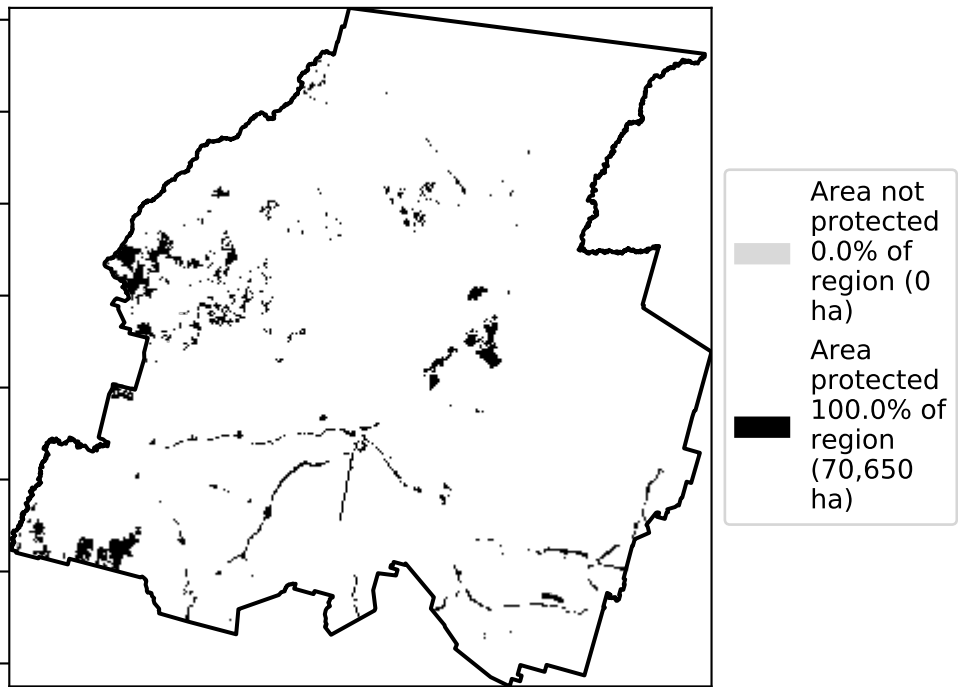 Area not
protected
0.0% of
region (0
ha)
Area
protected
100.0% of
region
(70,650
ha)